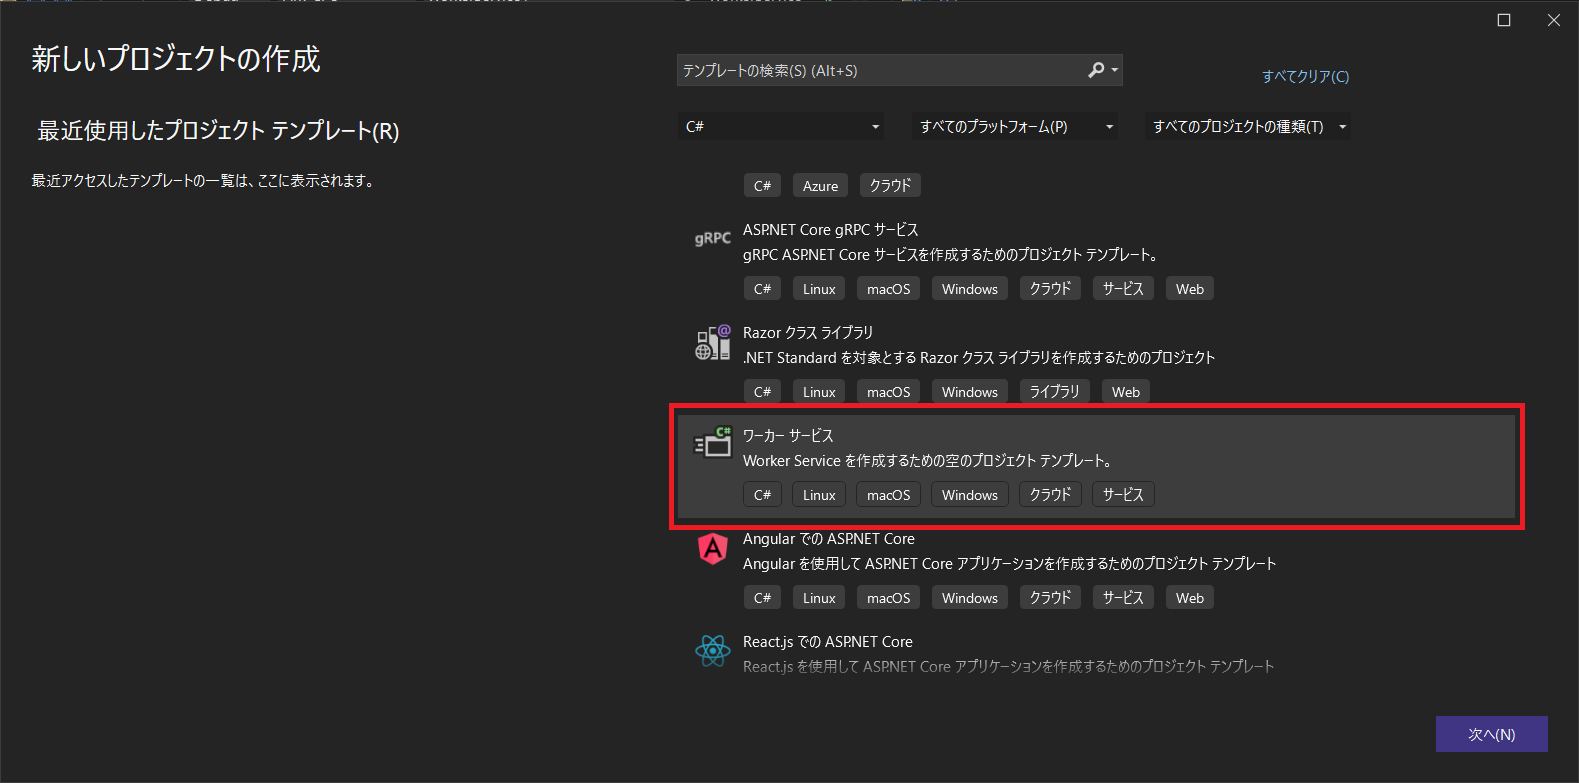 新しいプロジェクトの作成
最近使用したプロジェクト テンプレート(R)
最近アクセスしたテンプレートの一覧は、ここに表示されます。
テンプレートの検索(S) (Alt+S)
すべてクリア(C)
C# すべてのプラットフォーム(P) すべてのプロジェクトの種類(T)
C# Azure クラウド
gRPC
ASP.NET Core gRPC サービス
gRPC ASP.NET Core サービスを作成するためのプロジェクト テンプレート。
C# Linux macOS Windows クラウド サービス Web
Razor クラス ライブラリ
.NET Standard を対象とする Razor クラス ライブラリを作成するためのプロジェクト
C# Linux macOS Windows ライブラリ Web
C#
ワーカー サービス
Worker Service を作成するための空のプロジェクト テンプレート。
C# Linux macOS Windows クラウド サービス
Angular での ASP.NET Core
Angular を使用して ASP.NET Core アプリケーションを作成するためのプロジェクト テンプレート
C# Linux macOS Windows クラウド サービス Web
React.js での ASP.NET Core
React.js を使用して ASP.NET Core アプリケーションを作成するためのプロジェクト テンプレート
次へ(N)